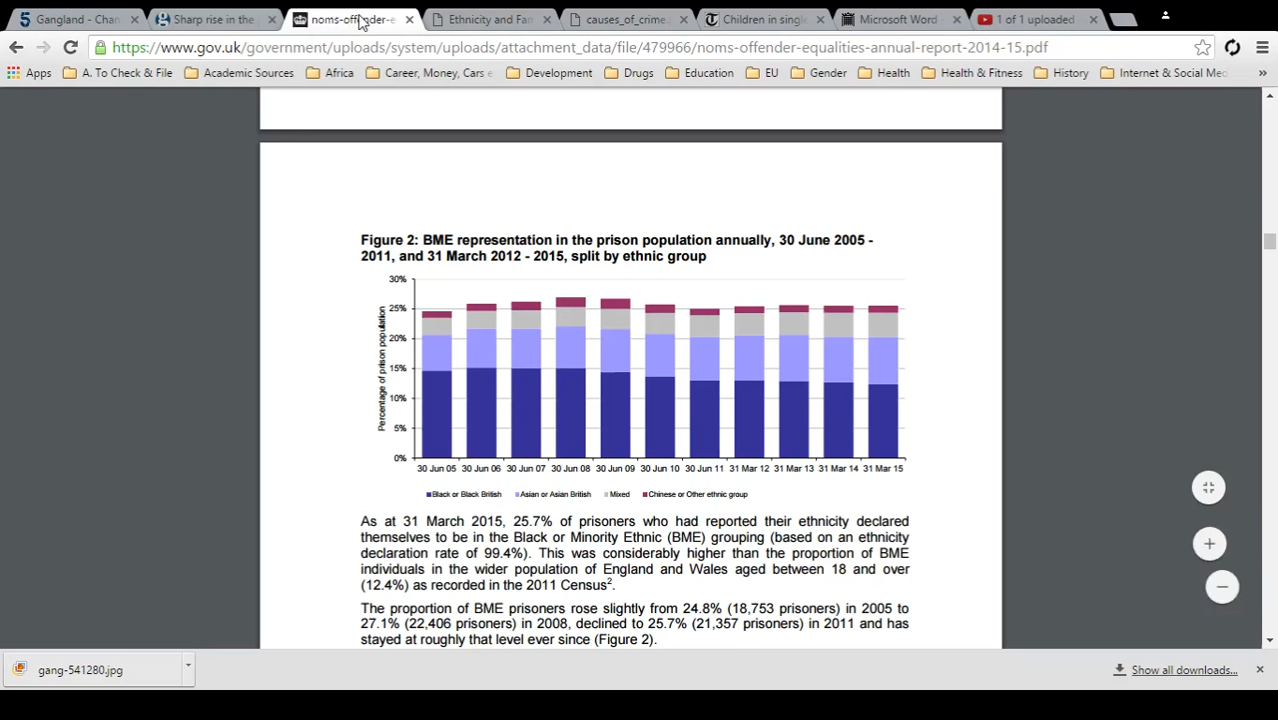 Gangland - Chan
Sharp rise in the
noms-offender-e
Ethnicity and Fan
causes_of_crime.
Children in single
Microsoft Word
1 of 1 uploaded
https://www.gov.uk/government/uploads/system/uploads/attachment_data/file/479966/noms-offender-equalities-annual-report-2014-15.pdf
Apps
A. To Check & File
Academic Sources
Africa
Career, Money, Cars e
Development
Drugs
Education
EU
Gender
Health
Health & Fitness
History
Internet & Social Med
»
Figure 2: BME representation in the prison population annually, 30 June 2005 -
2011, and 31 March 2012 - 2015, split by ethnic group
Percentage of prison population
30%
25%
20%
15%
10%
5%
0%
30 Jun 05 30 Jun 06 30 Jun 07 30 Jun 08 30 Jun 09 30 Jun 10 30 Jun 11 31 Mar 12 31 Mar 13 31 Mar 14 31 Mar 15
Black or Black British Asian or Asian British Mixed Chinese or Other ethnic group
As at 31 March 2015, 25.7% of prisoners who had reported their ethnicity declared
themselves to be in the Black or Minority Ethnic (BME) grouping (based on an ethnicity
declaration rate of 99.4%). This was considerably higher than the proportion of BME
individuals in the wider population of England and Wales aged between 18 and over
(12.4%) as recorded in the 2011 Census².
The proportion of BME prisoners rose slightly from 24.8% (18,753 prisoners) in 2005 to
27.1% (22,406 prisoners) in 2008, declined to 25.7% (21,357 prisoners) in 2011 and has
stayed at roughly that level ever since (Figure 2).
gang-541280.jpg
Show all downloads...